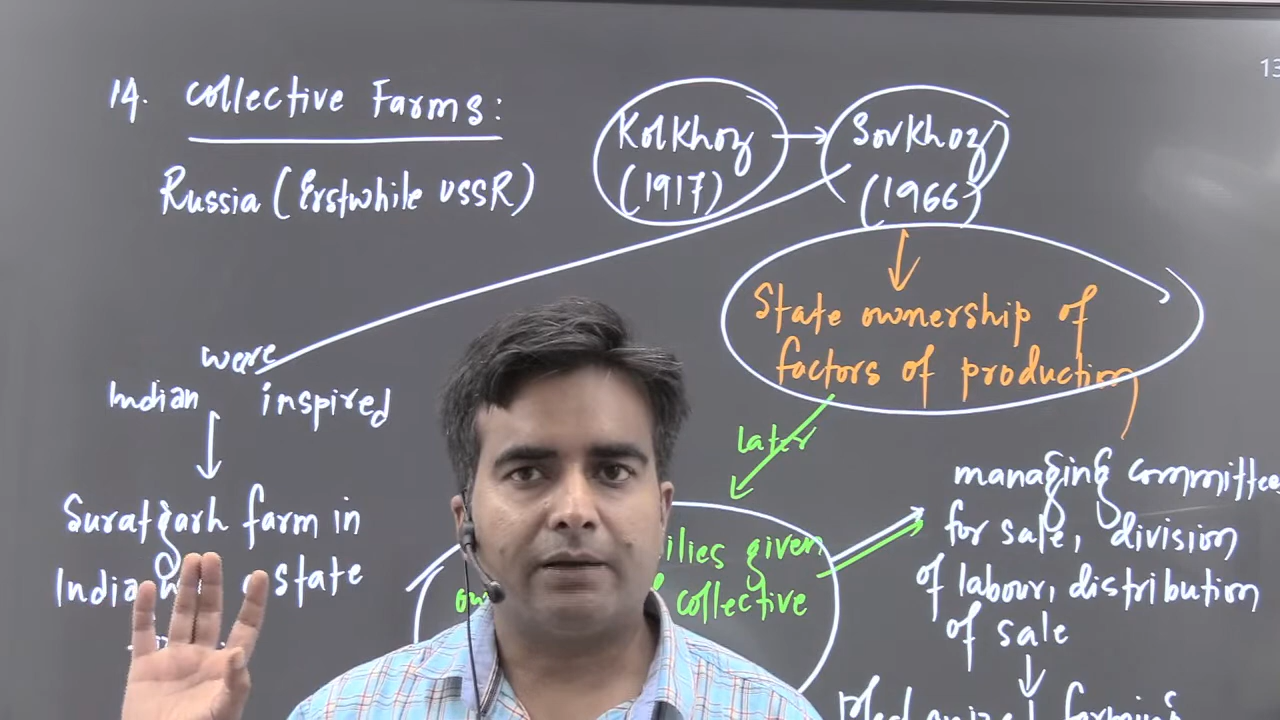 14. Collective Farms:
Russia (Erstwhile USSR)
Kolkhoz
(1917)
Sovkhoz
(1966)
State ownership of
factors of production
were
Indian inspired
Suratgarh farm in
India state
later
given
collective
managing committee
for sale, division
of labour, distribution
of sale
13